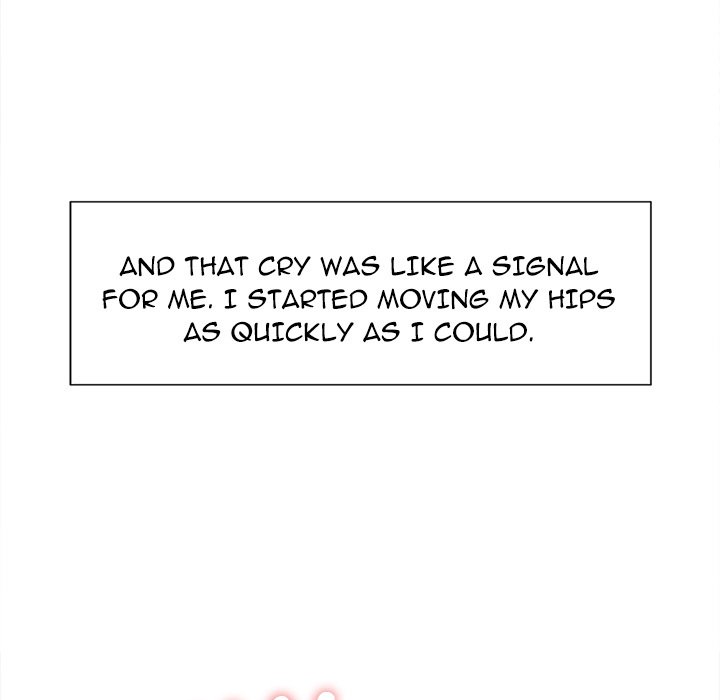 AND THAT CRY WAS LIKE A SIGNAL
FOR ME. I STARTED MOVING MY HIPS
AS QUICKLY AS I COULD.